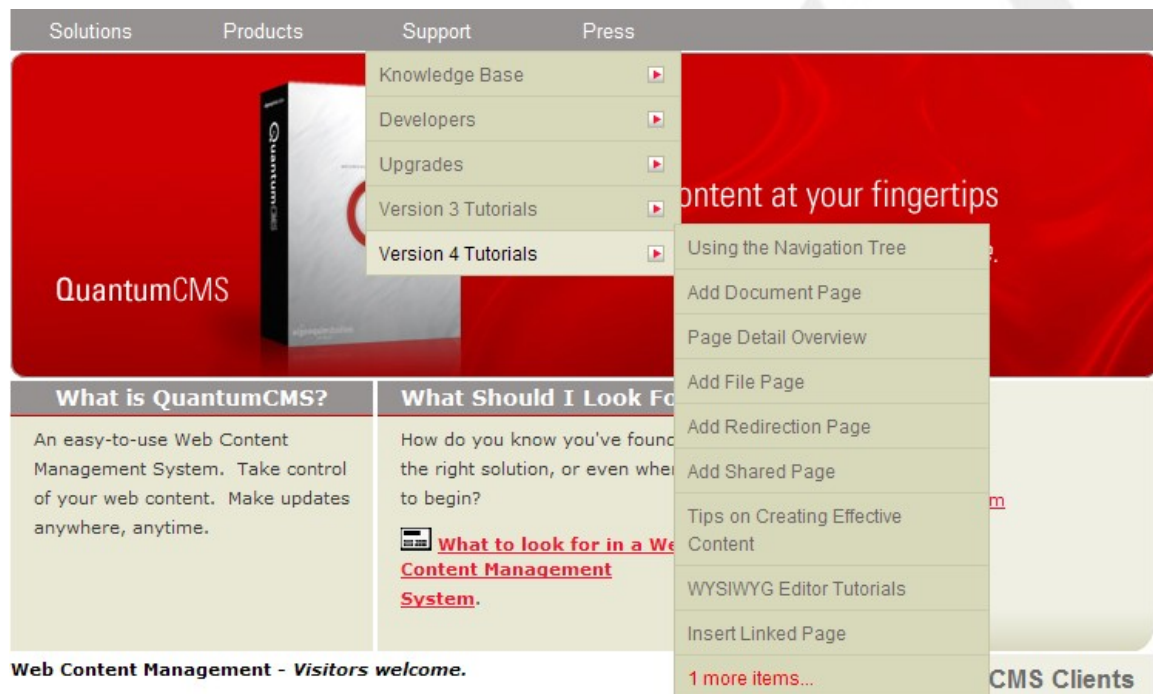 Solutions Products Support Press
Knowledge Base
Developers
Upgrades
Version 3 Tutorials
Version 4 Tutorials
Using the Navigation Tree
Add Document Page
Page Detail Overview
Add File Page
Add Redirection Page
Add Shared Page
Tips on Creating Effective
Content
WYSIWYG Editor Tutorials
Insert Linked Page
1 more items...
QuantumCMS
at your fingertips
QuantumCMS
What is QuantumCMS?
An easy-to-use Web Content
Management System. Take control
of your web content. Make updates
anywhere, anytime.
What Should I Look
How do you know you've found
the right solution, or even
to begin?
What to look for in a
Content Management
System.
Web Content Management - Visitors welcome.
CMS Clients